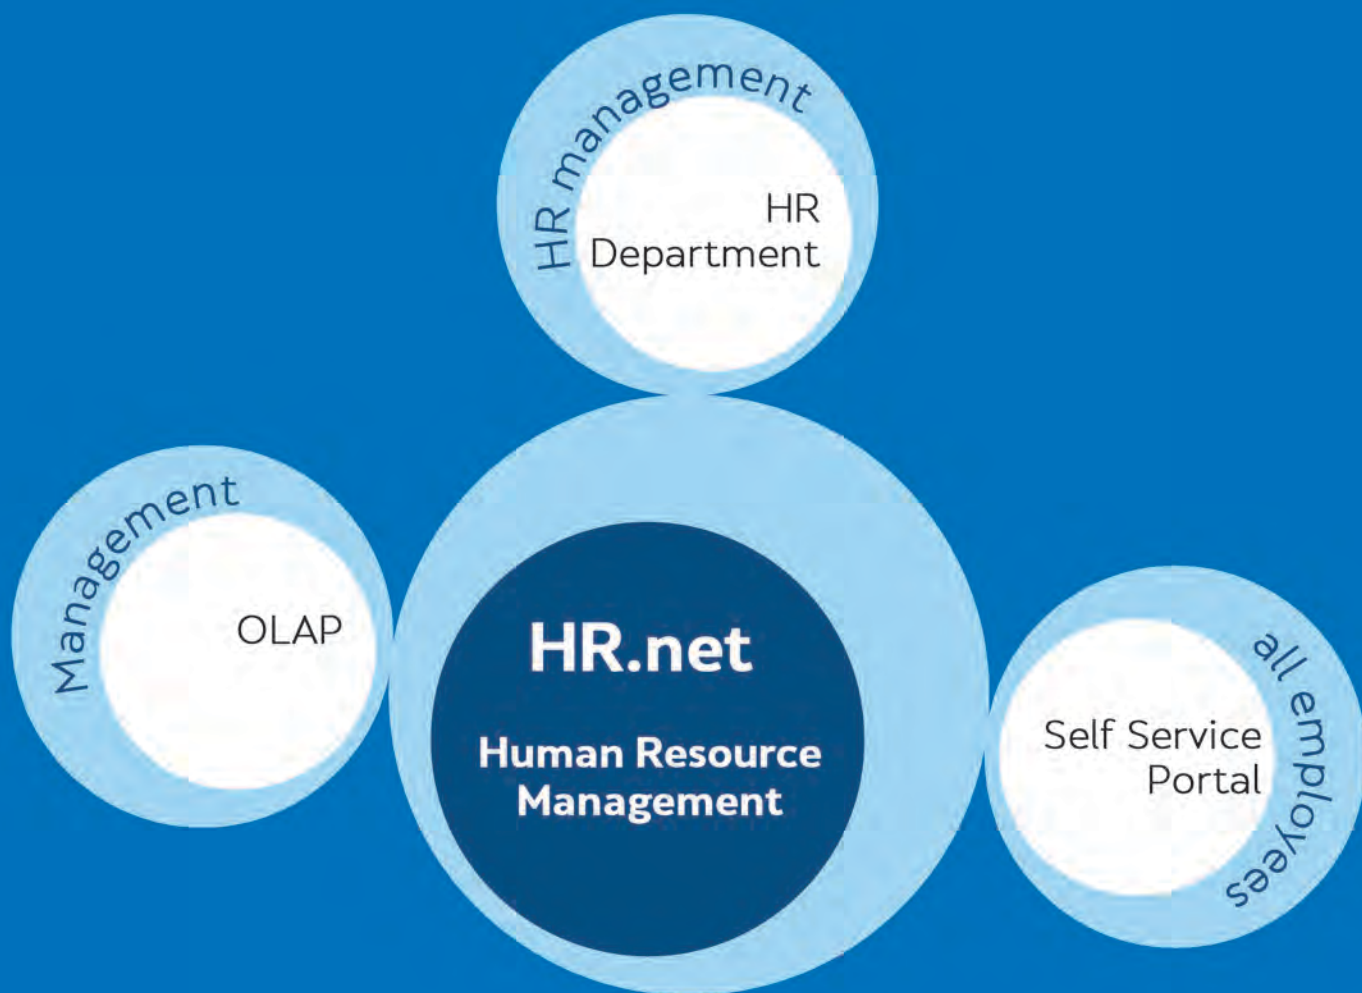 HR management
HR
Department
Management
OLAP
HR.net
Human Resource
Management
all employees
Self Service
Portal